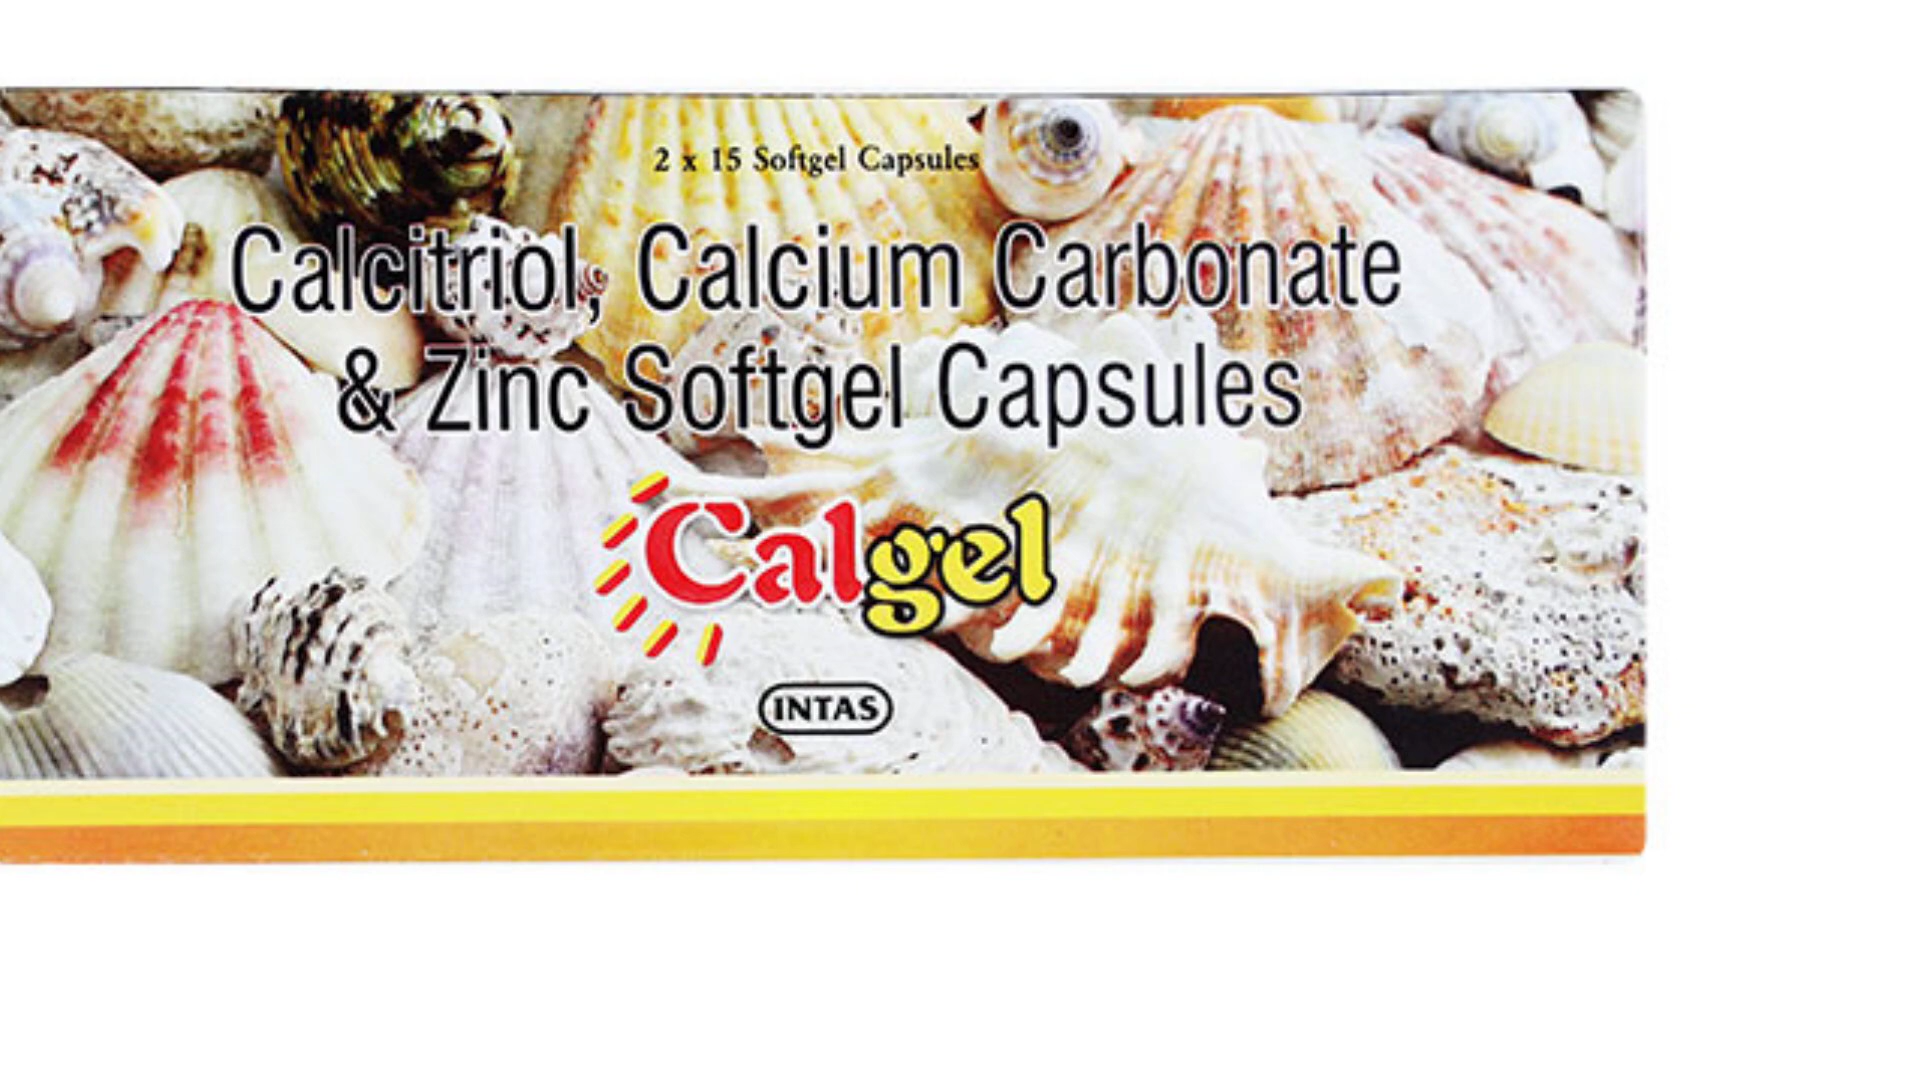 2 x 15 Softgel Capsules
Calcitriol, Calcium Carbonate
& Zinc Softgel Capsules
Calgel
INTAS